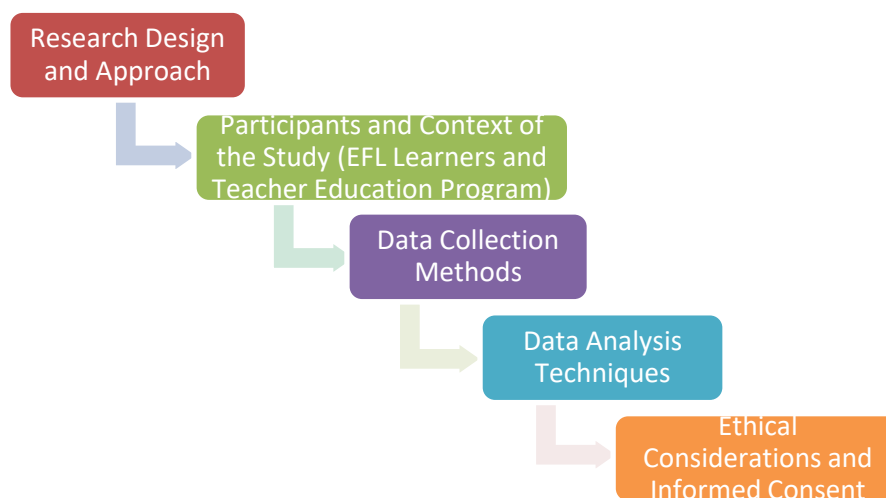 Research Design
and Approach
Participants and Context of
the Study (EFL Learners and
Teacher Education Program)
Data Collection
Methods
Data Analysis
Techniques
Ethical
Considerations and
Informed Consent